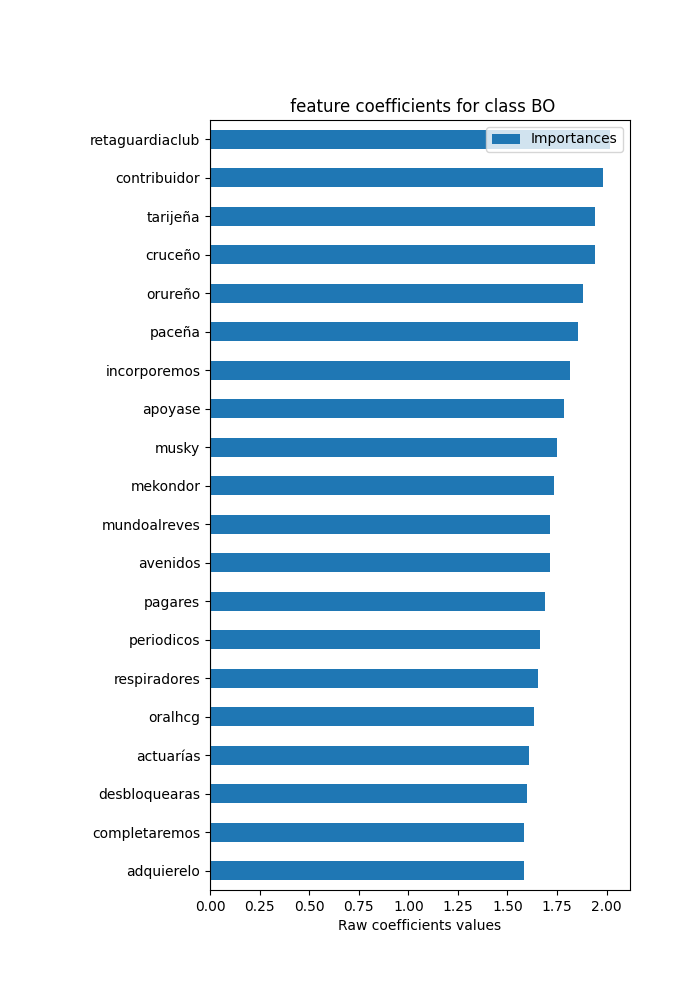 feature coefficients for class BO
Importances
retaguardiaclub
contribuidor
tarijeña
cruceño
orureño
paceña
incorporemos
apoyase
musky
mekondor
mundoalreves
avenidos
pagares
periodicos
respiradores
oralhcg
actuarías
desbloquearas
completaremos
adquierelo
0.00 0.25 0.50 0.75 1.00 1.25 1.50 1.75 2.00
Raw coefficients values